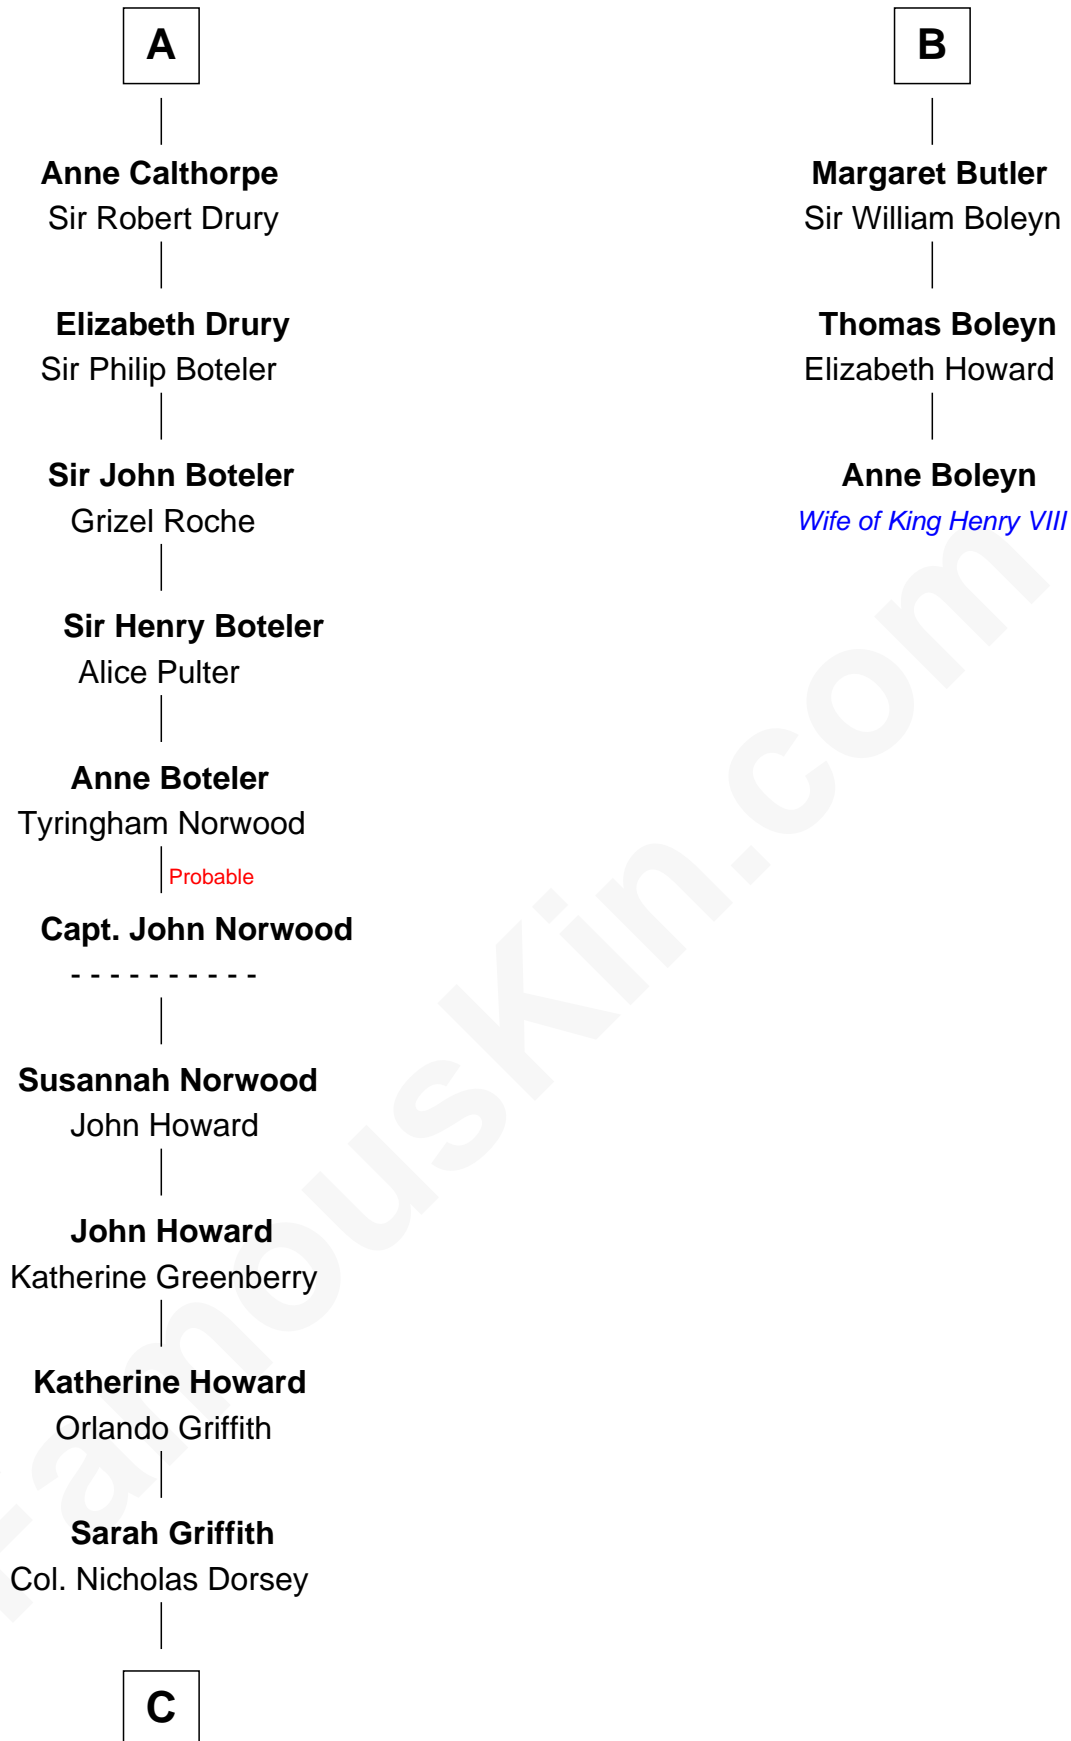 A
B
Anne Calthorpe
Sir Robert Drury
Margaret Butler
Sir William Boleyn
Elizabeth Drury
Sir Philip Boteler
Thomas Boleyn
Elizabeth Howard
Sir John Boteler
Grizel Roche
Anne Boleyn
Wife of King Henry VIII
Sir Henry Boteler
Alice Pulter
Anne Boteler
Tyringham Norwood
Probable
Capt. John Norwood
- - - - - - - - - -
Susannah Norwood
John Howard
John Howard
Katherine Greenberry
Katherine Howard
Orlando Griffith
Sarah Griffith
Col. Nicholas Dorsey
C
FamousKin.com